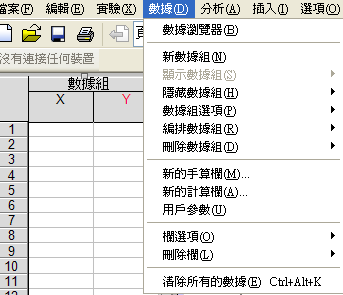 檔案(F) 編輯(E) 實驗(X) 數據(D) 分析(A) 插入(I) 選項(O)
沒有連接任何裝置
數據組
X Y
1
2
3
4
5
6
7
8
9
10
11
12
13
數據瀏覽器(B)
新數據組(N)
顯示數據組(S)
隱藏數據組(H)
數據組選項(P)
編排數據組(R)
刪除數據組(D)
新的手算欄(M)...
新的計算欄(A)...
用戶參數(U)
欄選項(O)
刪除欄(L)
清除所有的數據(E) Ctrl+Alt+K